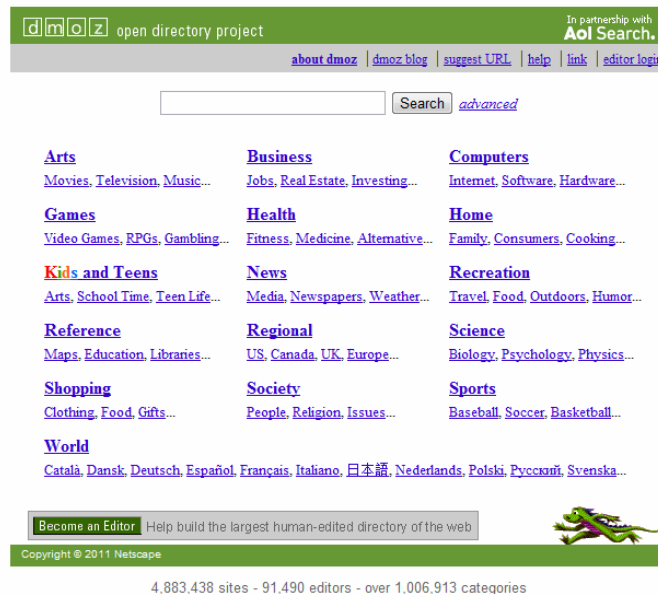 dmoz open directory project
In partnership with
Aol Search.
about dmoz | dmoz blog | suggest URL | help | link | editor login
Search advanced
Arts Business Computers
Movies, Television, Music... Jobs, Real Estate, Investing... Internet, Software, Hardware...
Games Health Home
Video Games, RPGs, Gambling... Fitness, Medicine, Alternative... Family, Consumers, Cooking...
Kids and Teens News Recreation
Arts, School Time, Teen Life... Media, Newspapers, Weather... Travel, Food, Outdoors, Humor...
Reference Regional Science
Maps, Education, Libraries... US, Canada, UK, Europe... Biology, Psychology, Physics...
Shopping Society Sports
Clothing, Food, Gifts... People, Religion, Issues... Baseball, Soccer, Basketball...
World
Català, Dansk, Deutsch, Español, Français, Italiano, 日本語, Nederlands, Polski, Русский, Svenska...
Become an Editor Help build the largest human-edited directory of the web
Copyright © 2011 Netscape
4,883,438 sites - 91,490 editors - over 1,006,913 categories